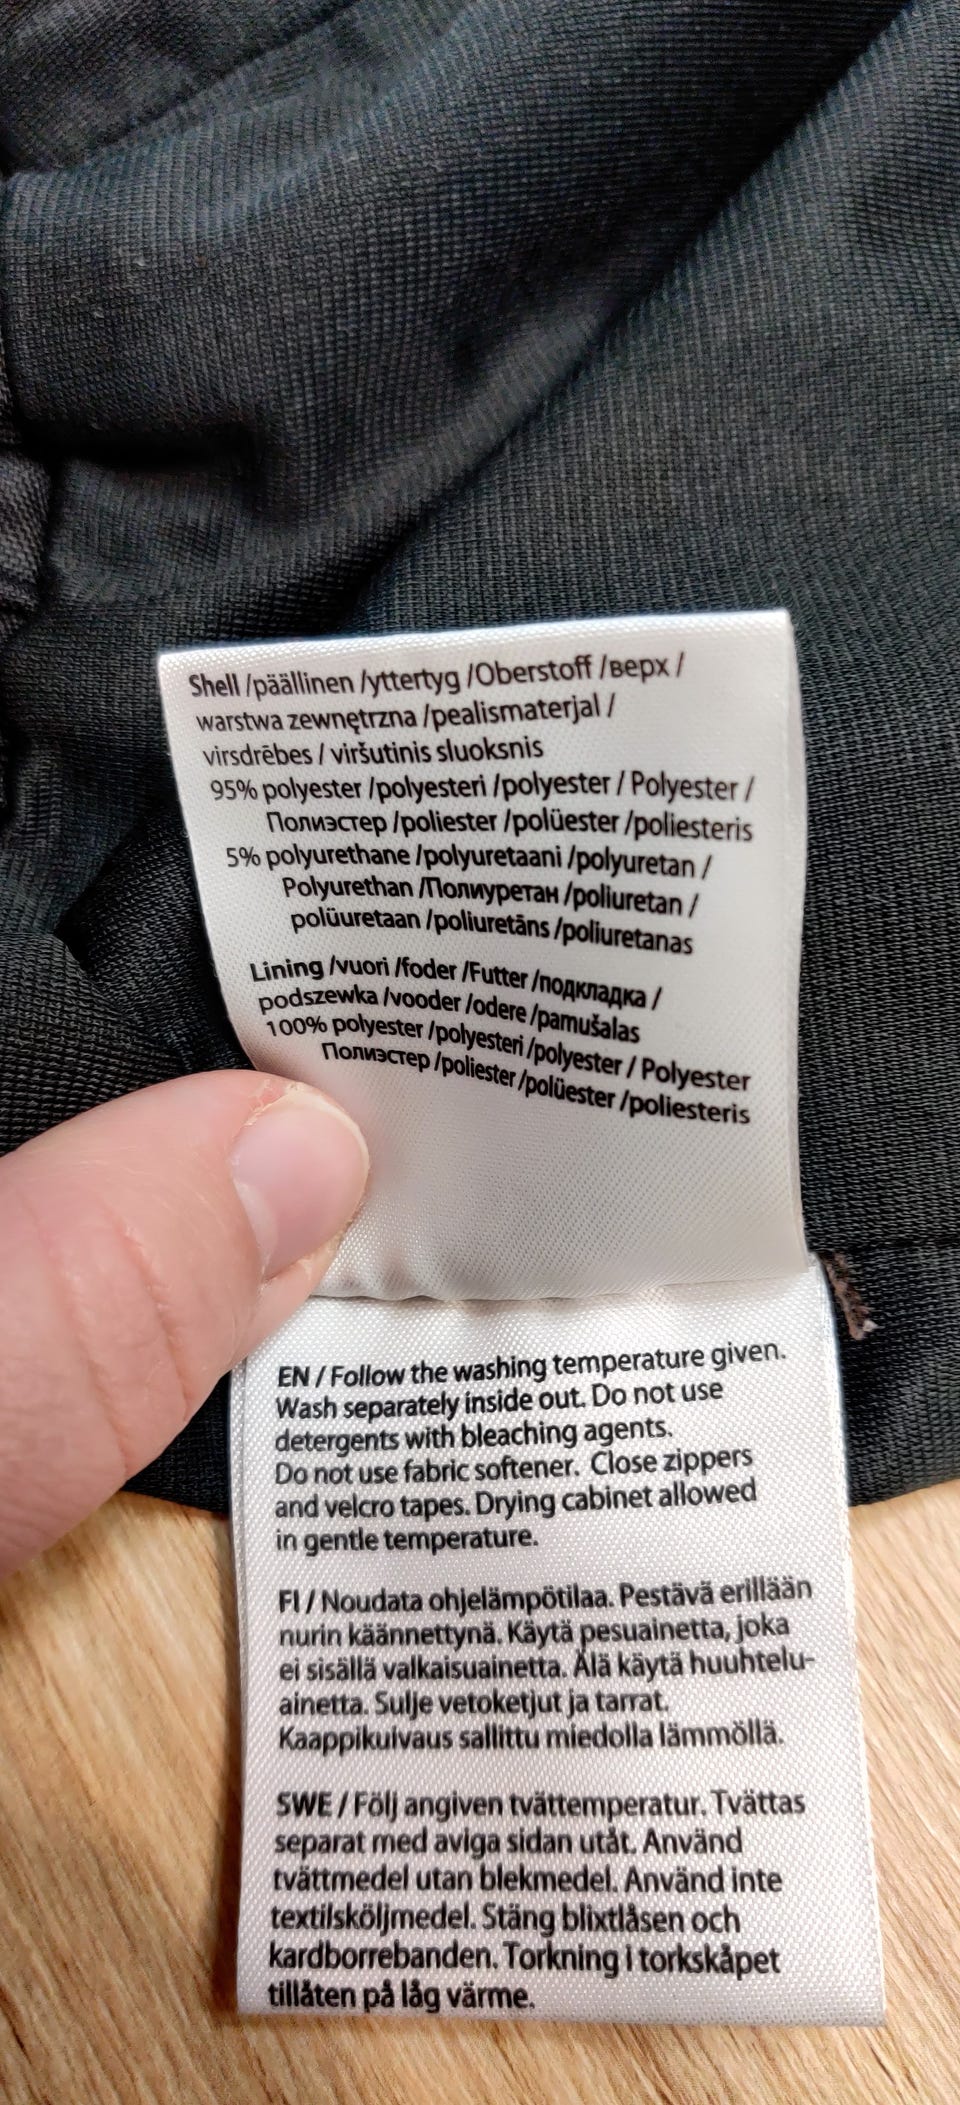 Shell /päällinen /yttertyg /Oberstoff /верх /
warstwa zewnętrzna /pealismaterjal /
virsdrēbes / viršutinis sluoksnis
95% polyester /polyesteri /polyester / Polyester /
Полиэстер /poliester /polüester /poliesteris
5% polyurethane /polyuretaani /polyuretan /
Polyurethan /Полиуретан /poliuretan /
polüuretaan /poliuretāns /poliuretanas
Lining /vuori /foder /Futter /подкладка /
podszewka /vooder /odere /pamušalas
100% polyester /polyesteri /polyester / Polyester
Полиэстер /poliester /polüester /poliesteris
EN / Follow the washing temperature given.
Wash separately inside out. Do not use
detergents with bleaching agents.
Do not use fabric softener. Close zippers
and velcro tapes. Drying cabinet allowed
in gentle temperature.
FI / Noudata ohjelämpötilaa. Pestävä erillään
nurin käännettynä. Käytä pesuainetta, joka
ei sisällä valkaisuainetta. Älä käytä huuhtelu-
ainetta. Sulje vetoketjut ja tarrat.
Kaappikuivaus sallittu miedolla lämmöllä.
SWE / Följ angiven tvättemperatur. Tvättas
separat med aviga sidan utåt. Använd
tvättmedel utan blekmedel. Använd inte
textilsköljmedel. Stäng blixtlåsen och
kardborrebanden. Torkning i torkskåpet
tillåten på låg värme.